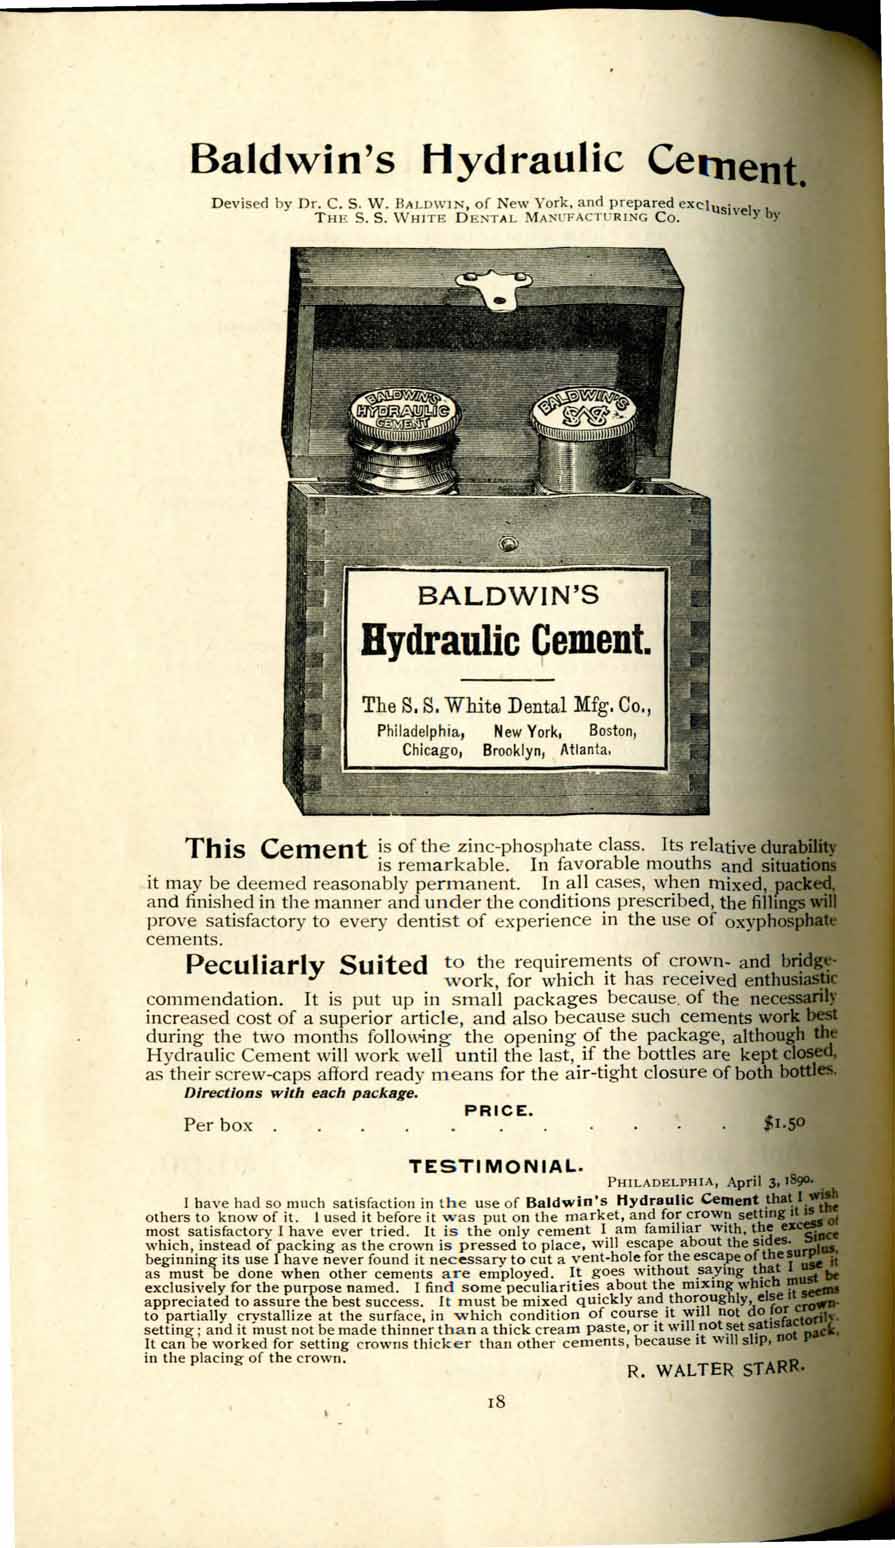 Baldwin's Hydraulic Cement.
Devised by Dr. C. S. W. BALDWIN, of New York, and prepared exclusively by
THE S. S. WHITE DENTAL MANUFACTURING CO.
BALDWIN'S
HYDRAULIC
CEMENT
BALDWIN'S
BALDWIN'S
Hydraulic Cement.
The S. S. White Dental Mfg. Co.,
Philadelphia, New York, Boston,
Chicago, Brooklyn, Atlanta.
This Cement is of the zinc-phosphate class. Its relative durability
is remarkable. In favorable mouths and situations
it may be deemed reasonably permanent. In all cases, when mixed, packed,
and finished in the manner and under the conditions prescribed, the fillings will
prove satisfactory to every dentist of experience in the use of oxyphosphate
cements.
Peculiarly Suited to the requirements of crown- and bridge-
work, for which it has received enthusiastic
commendation. It is put up in small packages because of the necessarily
increased cost of a superior article, and also because such cements work best
during the two months following the opening of the package, although the
Hydraulic Cement will work well until the last, if the bottles are kept closed,
as their screw-caps afford ready means for the air-tight closure of both bottles.
Directions with each package.
PRICE.
Per box . . . . . . . . . . . $1.50
TESTIMONIAL.
PHILADELPHIA, April 3, 1890.
I have had so much satisfaction in the use of Baldwin's Hydraulic Cement that I wish
others to know of it. I used it before it was put on the market, and for crown setting it is the
most satisfactory I have ever tried. It is the only cement I am familiar with, the excess of
which, instead of packing as the crown is pressed to place, will escape about the sides. Since
beginning its use I have never found it necessary to cut a vent-hole for the escape of the surplus,
as must be done when other cements are employed. It goes without saying that I use it
exclusively for the purpose named. I find some peculiarities about the mixing which must be
appreciated to assure the best success. It must be mixed quickly and thoroughly, else it seems
to partially crystallize at the surface, in which condition of course it will not do for crown-
setting; and it must not be made thinner than a thick cream paste, or it will not set satisfactorily.
It can be worked for setting crowns thicker than other cements, because it will slip, not pack,
in the placing of the crown.
R. WALTER STARR.
18